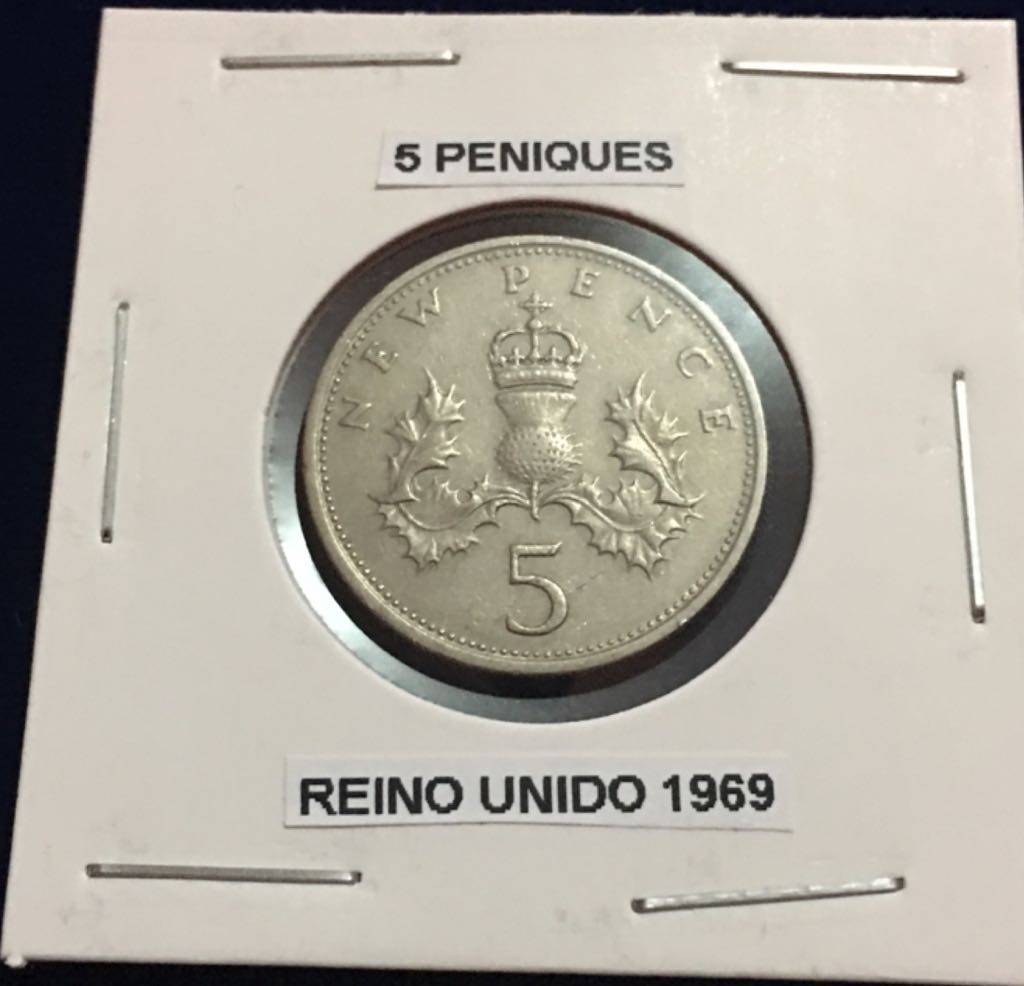 5 PENIQUES
NEW PENCE
5
REINO UNIDO 1969